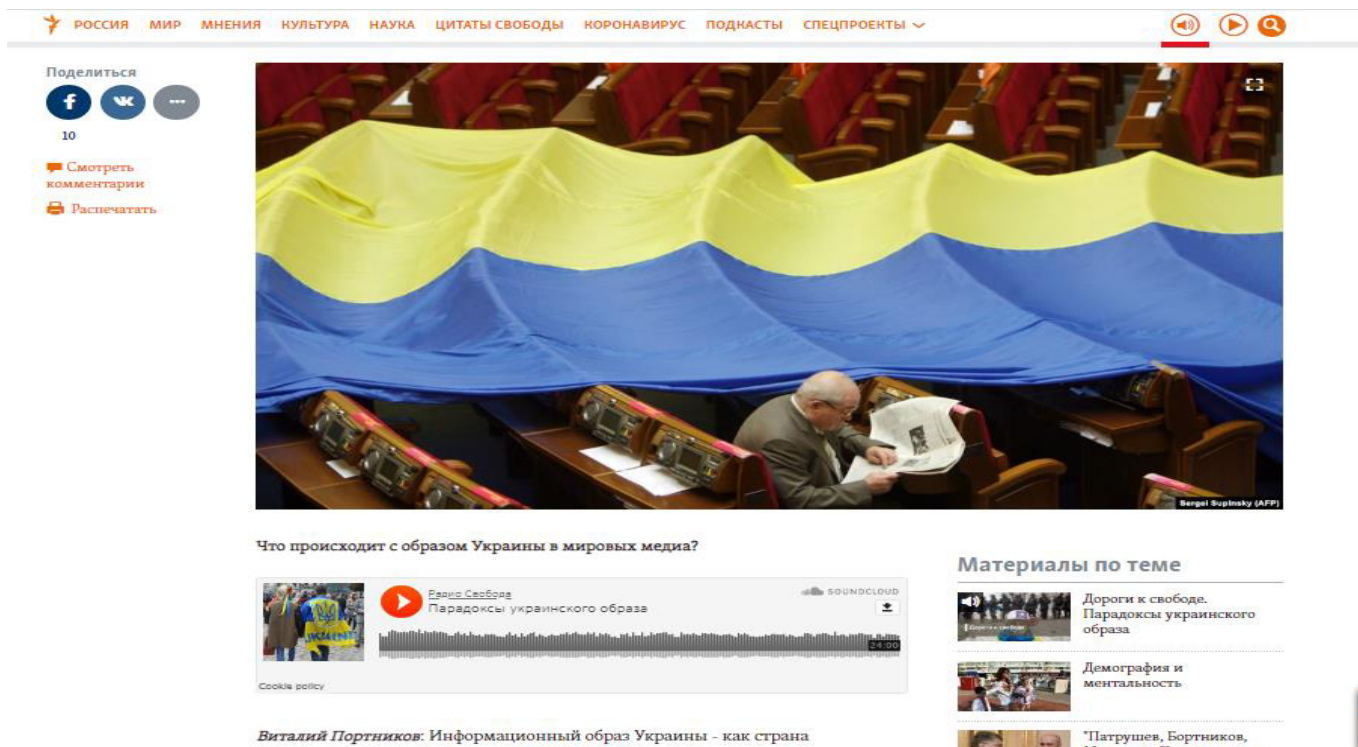 РОССИЯ МИР МНЕНИЯ КУЛЬТУРА НАУКА ЦИТАТЫ СВОБОДЫ КОРОНАВИРУС ПОДКАСТЫ СПЕЦПРОЕКТЫ
Поделиться
10
Смотреть
комментарии
Распечатать
Sergei Supinsky (AFP)
Что происходит с образом Украины в мировых медиа?
Радио Свобода
Парадоксы украинского образа
SOUNDCLOUD
24:00
Cookie policy
Виталий Портников: Информационный образ Украины - как страна
Материалы по теме
Дороги к свободе.
Парадоксы украинского
образа
Демография и
ментальность
"Патрушев, Бортников,